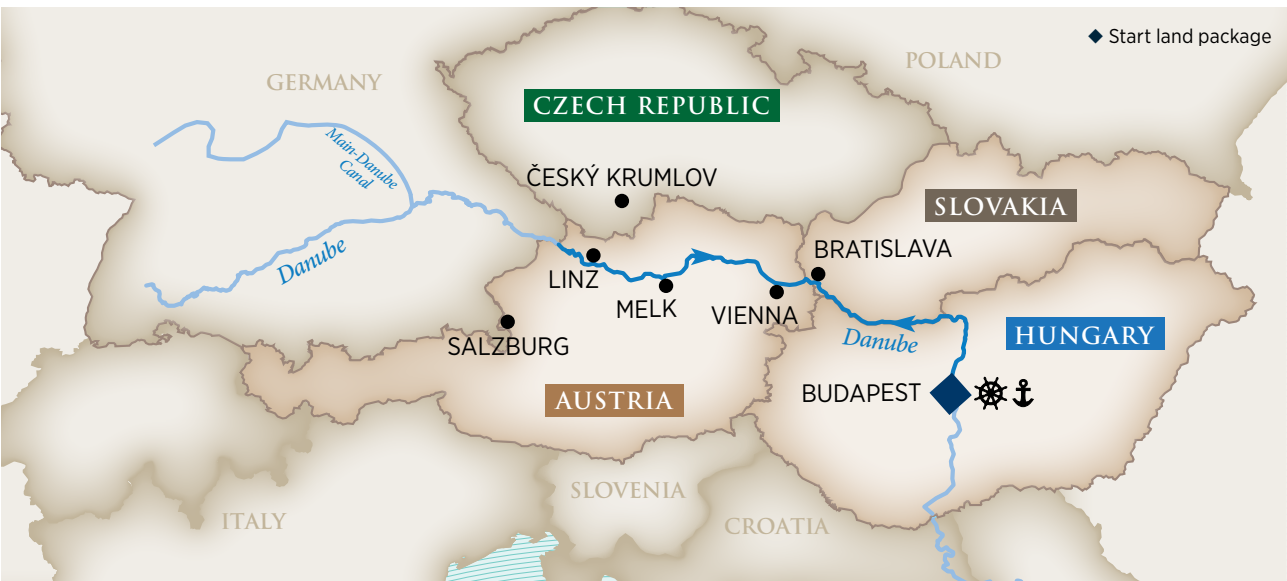 Start land package
POLAND
GERMANY
CZECH REPUBLIC
Main-Danube
Canal
ČESKÝ KRUMLOV
SLOVAKIA
Danube
LINZ
BRATISLAVA
MELK
VIENNA
SALZBURG
Danube
HUNGARY
AUSTRIA
BUDAPEST
SLOVENIA
ITALY
CROATIA